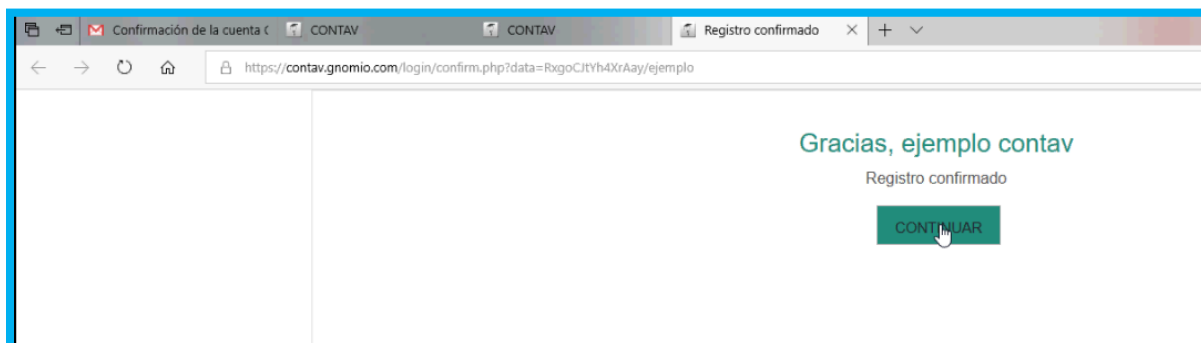 Confirmación de la cuenta C
CONTAV
CONTAV
Registro confirmado
https://contav.gnomio.com/login/confirm.php?data=RxgoCJtYh4XrAay/ejemplo
Gracias, ejemplo contav
Registro confirmado
CONTINUAR